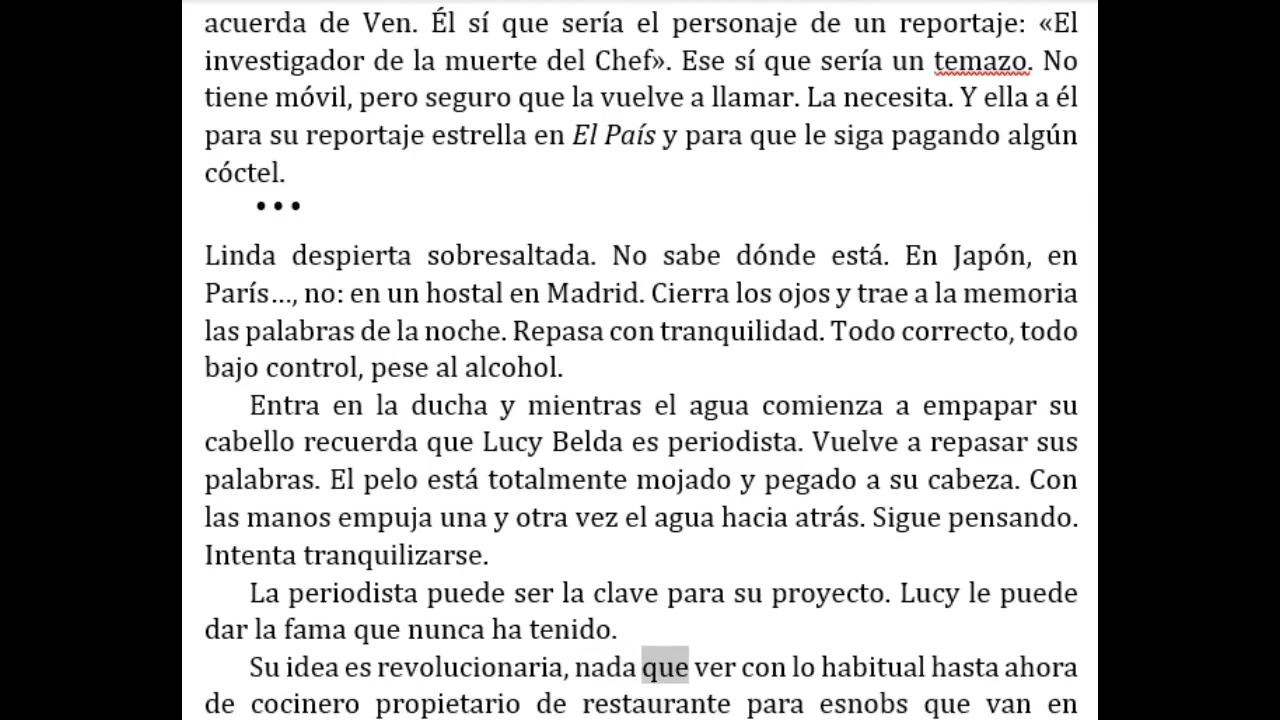 acuerda de Ven. Él sí que sería el personaje de un reportaje: «El
investigador de la muerte del Chef». Ese sí que sería un temazo. No
tiene móvil, pero seguro que la vuelve a llamar. La necesita. Y ella a él
para su reportaje estrella en El País y para que le siga pagando algún
cóctel.
•••
Linda despierta sobresaltada. No sabe dónde está. En Japón, en
París…, no: en un hostal en Madrid. Cierra los ojos y trae a la memoria
las palabras de la noche. Repasa con tranquilidad. Todo correcto, todo
bajo control, pese al alcohol.
Entra en la ducha y mientras el agua comienza a empapar su
cabello recuerda que Lucy Belda es periodista. Vuelve a repasar sus
palabras. El pelo está totalmente mojado y pegado a su cabeza. Con
las manos empuja una y otra vez el agua hacia atrás. Sigue pensando.
Intenta tranquilizarse.
La periodista puede ser la clave para su proyecto. Lucy le puede
dar la fama que nunca ha tenido.
Su idea es revolucionaria, nada que ver con lo habitual hasta ahora
de cocinero propietario de restaurante para esnobs que van en